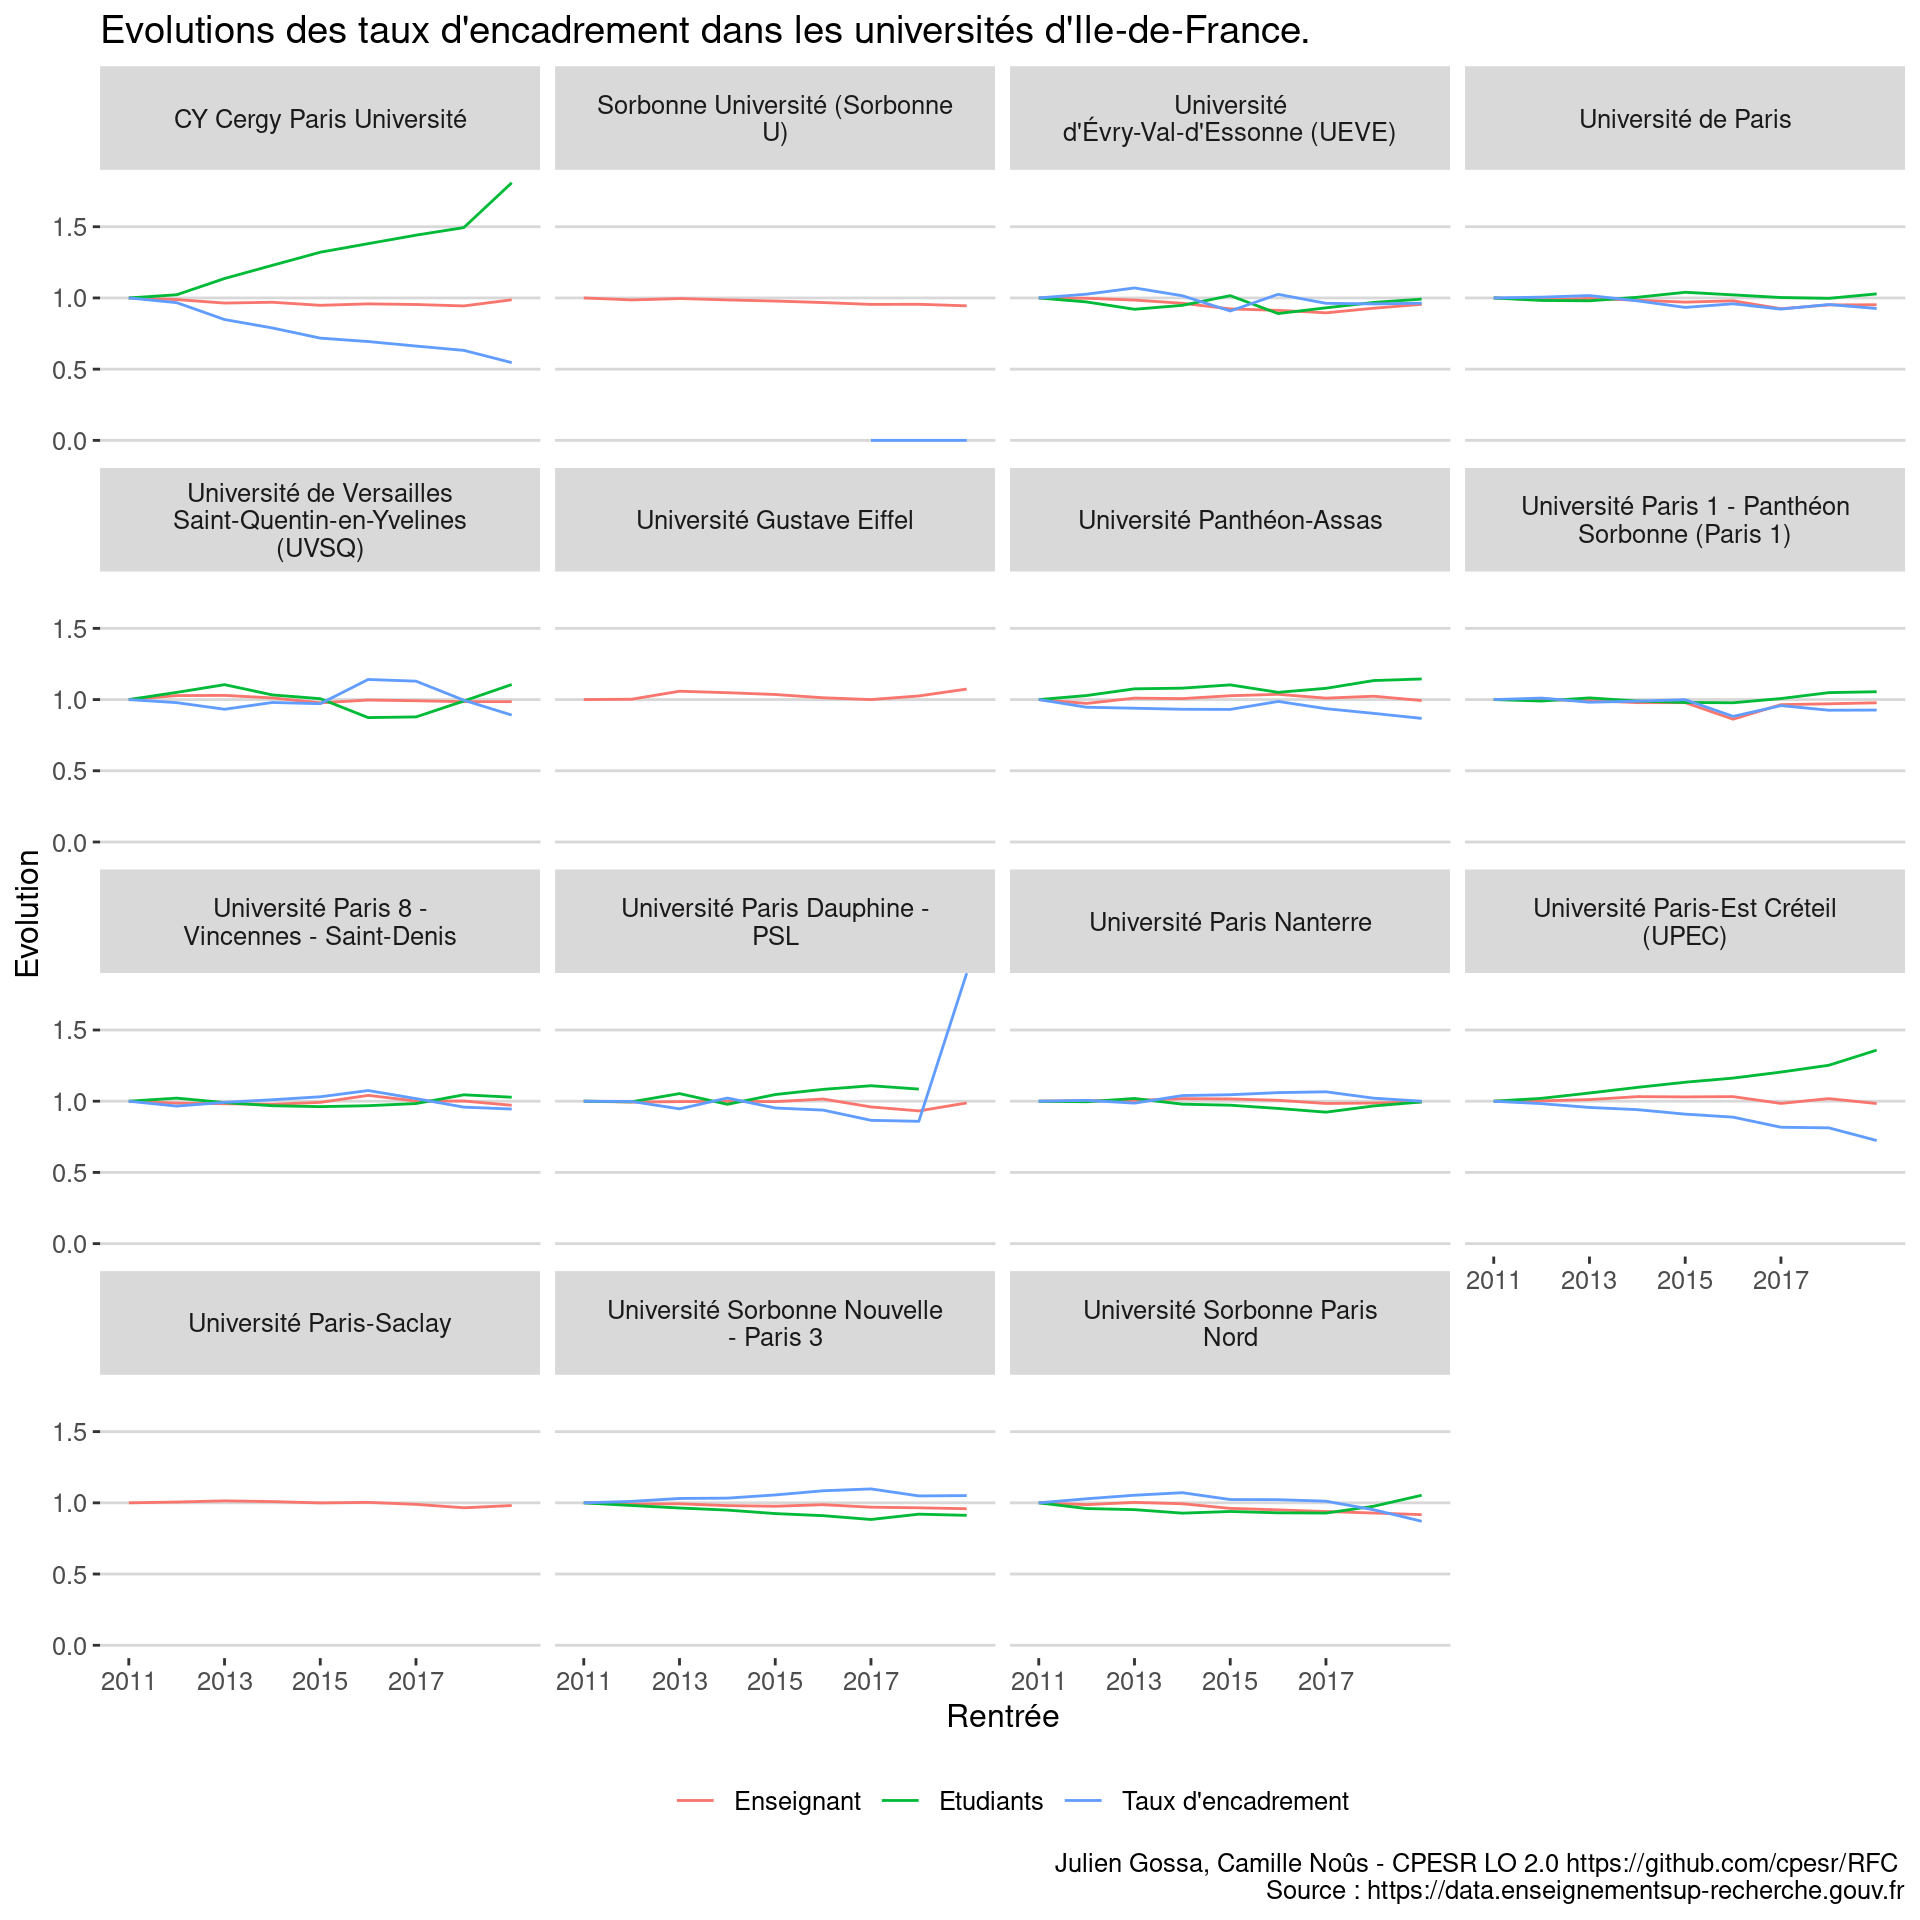 Evolutions des taux d'encadrement dans les universités d'Ile-de-France.
CY Cergy Paris Université
Sorbonne Université (Sorbonne
U)
Université
d'Évry-Val-d'Essonne (UEVE)
Université de Paris
1.5
1.0
0.5
0.0
Université de Versailles
Saint-Quentin-en-Yvelines
(UVSQ)
Université Gustave Eiffel
Université Panthéon-Assas
Université Paris 1 - Panthéon
Sorbonne (Paris 1)
1.5
1.0
0.5
0.0
Evolution
Université Paris 8 -
Vincennes - Saint-Denis
Université Paris Dauphine -
PSL
Université Paris Nanterre
Université Paris-Est Créteil
(UPEC)
1.5
1.0
0.5
0.0
2011 2013 2015 2017
Université Paris-Saclay
Université Sorbonne Nouvelle
- Paris 3
Université Sorbonne Paris
Nord
1.5
1.0
0.5
0.0
2011 2013 2015 2017
2011 2013 2015 2017
2011 2013 2015 2017
Rentrée
Enseignant Etudiants Taux d'encadrement
Julien Gossa, Camille Noûs - CPESR LO 2.0 https://github.com/cpesr/RFC
Source : https://data.enseignementsup-recherche.gouv.fr